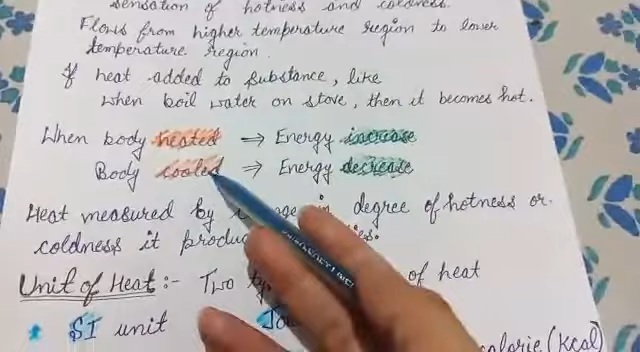 sensation of hotness and coldness.
Flows from higher temperature region to lower
temperature region.
If heat added to substance, like
when boil water on stove, then it becomes hot.
When body heated ⇒ Energy increase
Body cooled ⇒ Energy decrease
Heat measured by in degree of hotness or
coldness it
Unit of Heat :- Two of heat
SI unit
(Kcal)